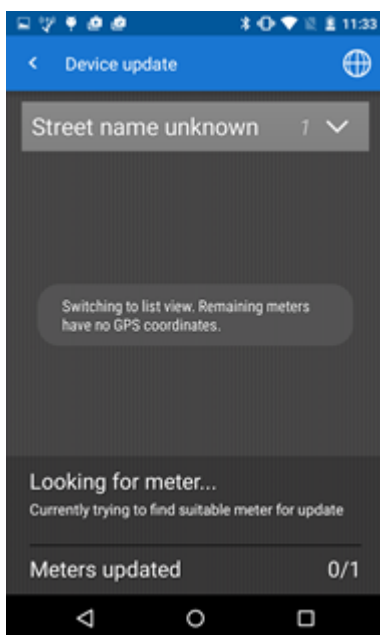 11:33
Device update
Street name unknown 1
Switching to list view. Remaining meters
have no GPS coordinates.
Looking for meter...
Currently trying to find suitable meter for update
Meters updated 0/1